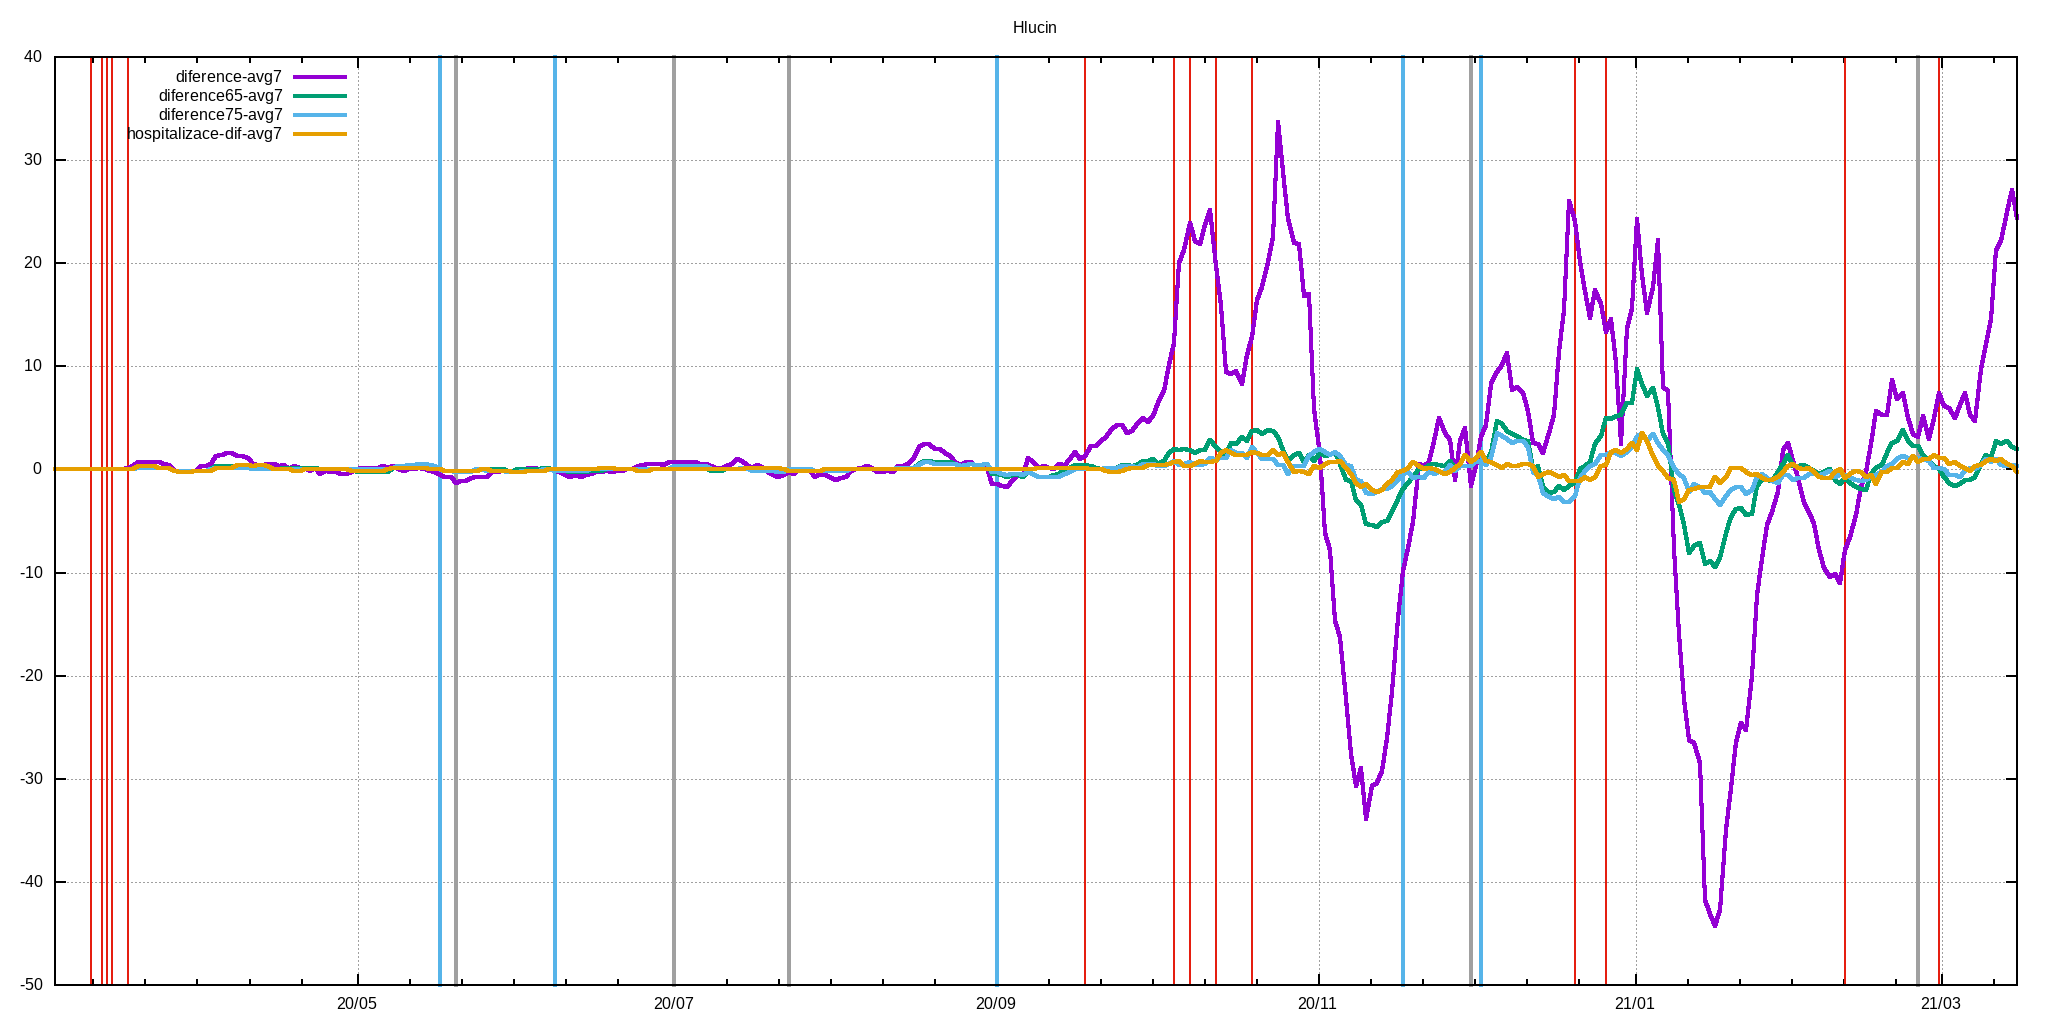 Hlucin
40
diference-avg7
diference65-avg7
diference75-avg7
hospitalizace-dif-avg7
30
20
10
0
-10
-20
-30
-40
-50
20/05 20/07 20/09 20/11 21/01 21/03